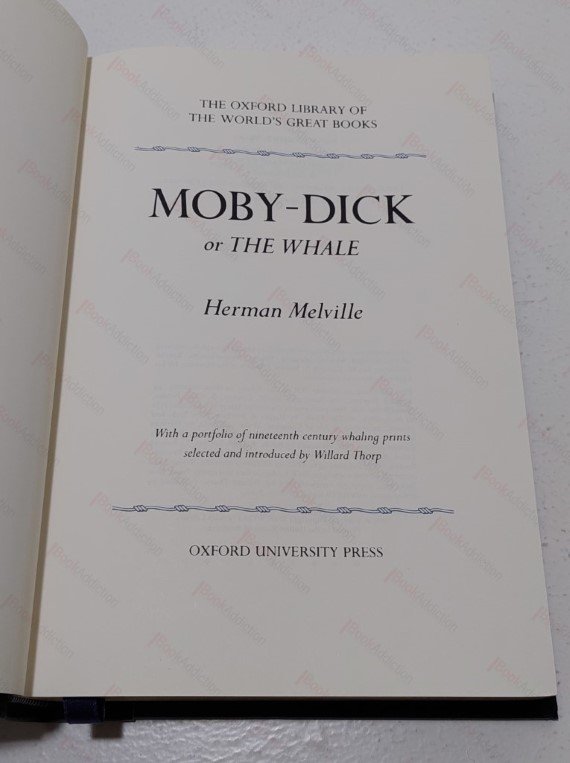 THE OXFORD LIBRARY OF
THE WORLD'S GREAT BOOKS
MOBY-DICK
or THE WHALE
Herman Melville
With a portfolio of nineteenth century whaling prints
selected and introduced by Willard Thorp
OXFORD UNIVERSITY PRESS
BookAddiction